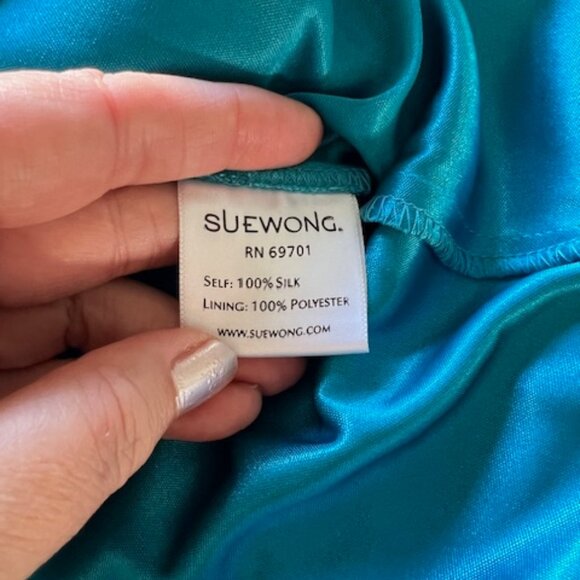 SUEWONG.
RN 69701
SELF: 100% SILK
LINING: 100% POLYESTER
WWW.SUEWONG.COM